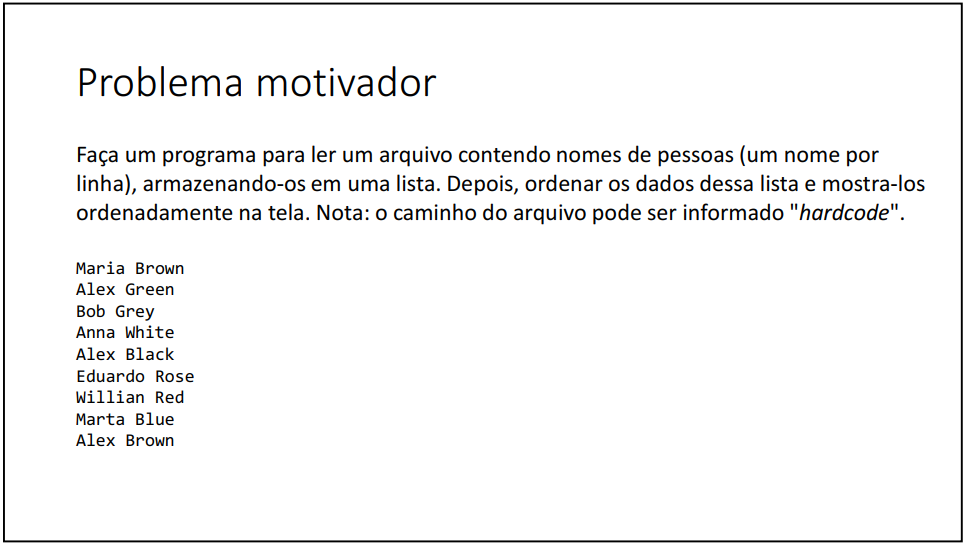 Problema motivador
Faça um programa para ler um arquivo contendo nomes de pessoas (um nome por
linha), armazenando-os em uma lista. Depois, ordenar os dados dessa lista e mostra-los
ordenadamente na tela. Nota: o caminho do arquivo pode ser informado "hardcode".
Maria Brown
Alex Green
Bob Grey
Anna White
Alex Black
Eduardo Rose
Willian Red
Marta Blue
Alex Brown